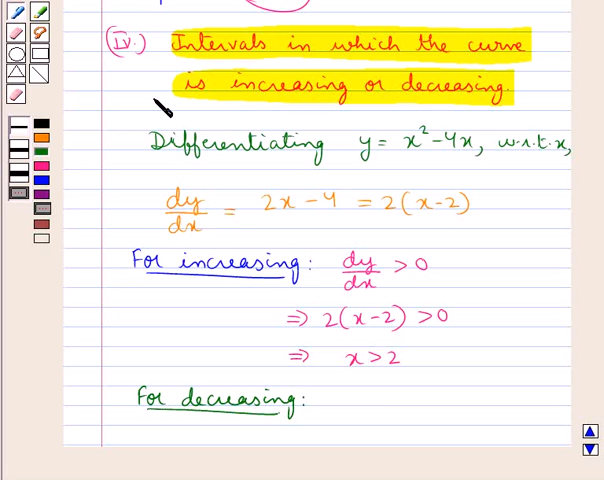 (IV.) Intervals in which the curve
is increasing or decreasing.
Differentiating y = x² - 4x, w.r.t. x,
dy/dx = 2x - 4 = 2(x-2)
For increasing: dy/dx > 0
⇒ 2(x-2) > 0
⇒ x > 2
For decreasing: